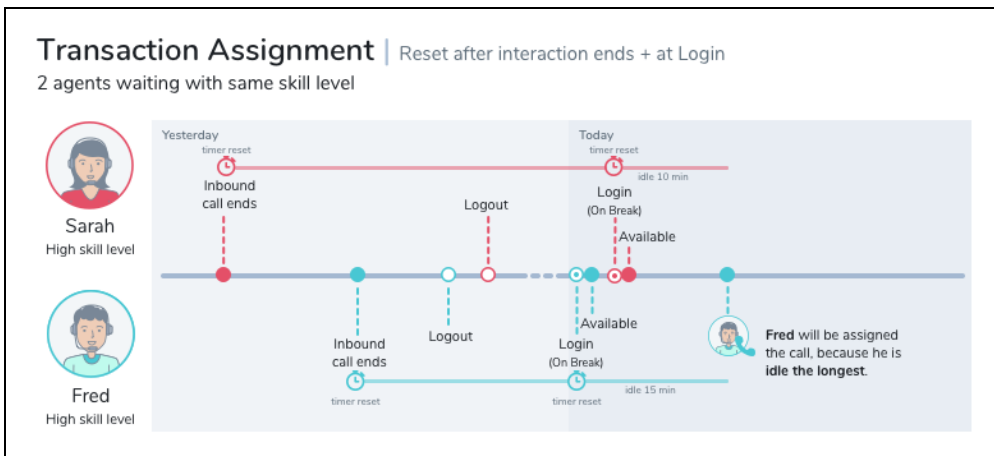 Transaction Assignment | Reset after interaction ends + at Login
2 agents waiting with same skill level
Yesterday
Today
timer reset
timer reset
idle 10 min
Inbound
call ends
Login
(On Break)
Logout
Available
Sarah
High skill level
Available
Logout
Inbound
call ends
Login
(On Break)
Fred will be assigned
the call, because he is
idle the longest.
idle 15 min
timer reset
timer reset
Fred
High skill level